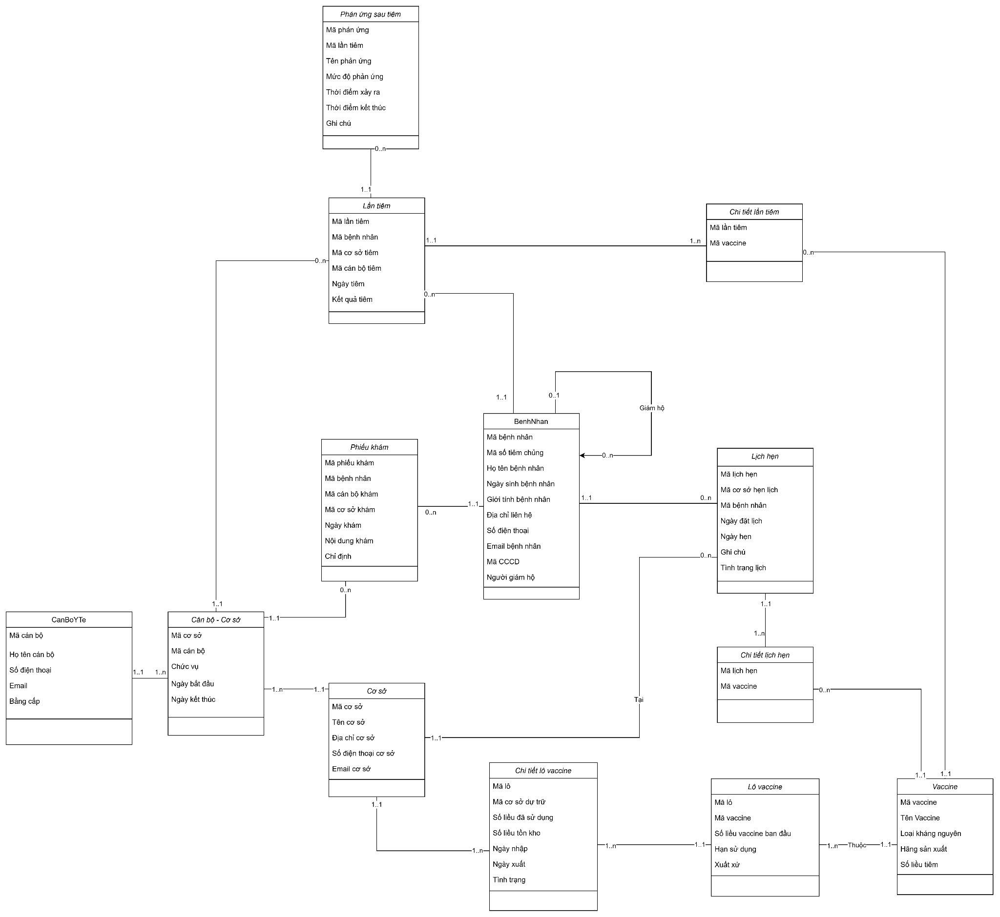 Phản ứng sau tiêm
Mã phản ứng
Mã lần tiêm
Tên phản ứng
Mức độ phản ứng
Thời điểm xảy ra
Thời điểm kết thúc
Ghi chú
0..n
1..1
Lần tiêm
Mã lần tiêm
Mã bệnh nhân
Mã cơ sở tiêm
Mã cán bộ tiêm
Ngày tiêm
Kết quả tiêm
1..1
1..n
0..n
0..n
Chi tiết lần tiêm
Mã lần tiêm
Mã vaccine
0..n
1..1
0..1
Giám hộ
0..n
BenhNhan
Mã bệnh nhân
Mã số tiêm chủng
Họ tên bệnh nhân
Ngày sinh bệnh nhân
Giới tính bệnh nhân
Địa chỉ liên hệ
Số điện thoại
Email bệnh nhân
Mã CCCD
Người giám hộ
Phiếu khám
Mã phiếu khám
Mã bệnh nhân
Mã cán bộ khám
Mã cơ sở khám
Ngày khám
Nội dung khám
Chỉ định
0..n
1..1
1..1
0..n
Lịch hẹn
Mã lịch hẹn
Mã cơ sở hẹn lịch
Mã bệnh nhân
Ngày đặt lịch
Ngày hẹn
Ghi chú
Tình trạng lịch
0..n
0..n
1..1
1..1
1..1
1..n
CanBoYTe
Mã cán bộ
Họ tên cán bộ
Số điện thoại
Email
Bằng cấp
1..1
1..n
Cán bộ - Cơ sở
Mã cơ sở
Mã cán bộ
Chức vụ
Ngày bắt đầu
Ngày kết thúc
1..n
1..1
Cơ sở
Mã cơ sở
Tên cơ sở
Địa chỉ cơ sở
Số điện thoại cơ sở
Email cơ sở
1..1
Tại
Chi tiết lịch hẹn
Mã lịch hẹn
Mã vaccine
0..n
1..1
1..1
1..1
1..n
Chi tiết lô vaccine
Mã lô
Mã cơ sở dự trữ
Số liều đã sử dụng
Số liều tồn kho
Ngày nhập
Ngày xuất
Tình trạng
1..n
1..1
Lô vaccine
Mã lô
Mã vaccine
Số liều vaccine ban đầu
Hạn sử dụng
Xuất xứ
1..n
Thuộc
1..1
Vaccine
Mã vaccine
Tên Vaccine
Loại kháng nguyên
Hãng sản xuất
Số liều tiêm